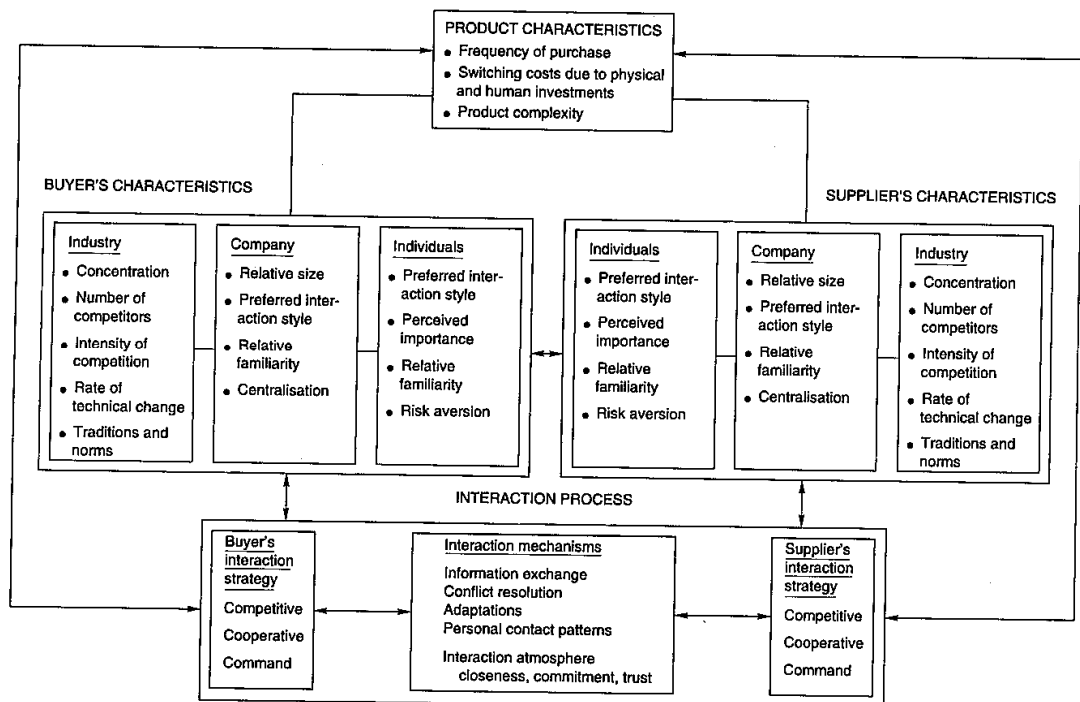 PRODUCT CHARACTERISTICS
• Frequency of purchase
• Switching costs due to physical
and human investments
• Product complexity
BUYER'S CHARACTERISTICS
Industry
• Concentration
• Number of
competitors
• Intensity of
competition
• Rate of
technical change
• Traditions and
norms
Company
• Relative size
• Preferred inter-
action style
• Relative
familiarity
• Centralisation
Individuals
• Preferred inter-
action style
• Perceived
importance
• Relative
familiarity
• Risk aversion
SUPPLIER'S CHARACTERISTICS
Individuals
• Preferred inter-
action style
• Perceived
importance
• Relative
familiarity
• Risk aversion
Company
• Relative size
• Preferred inter-
action style
• Relative
familiarity
• Centralisation
Industry
• Concentration
• Number of
competitors
• Intensity of
competition
• Rate of
technical change
• Traditions and
norms
INTERACTION PROCESS
Buyer's
interaction
strategy
Competitive
Cooperative
Command
Interaction mechanisms
Information exchange
Conflict resolution
Adaptations
Personal contact patterns
Interaction atmosphere
closeness, commitment, trust
Supplier's
interaction
strategy
Competitive
Cooperative
Command